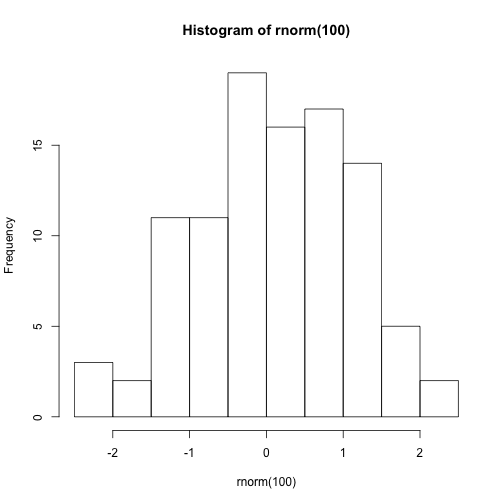 Histogram of rnorm(100)
Frequency
15
10
5
0
-2 -1 0 1 2
rnorm(100)